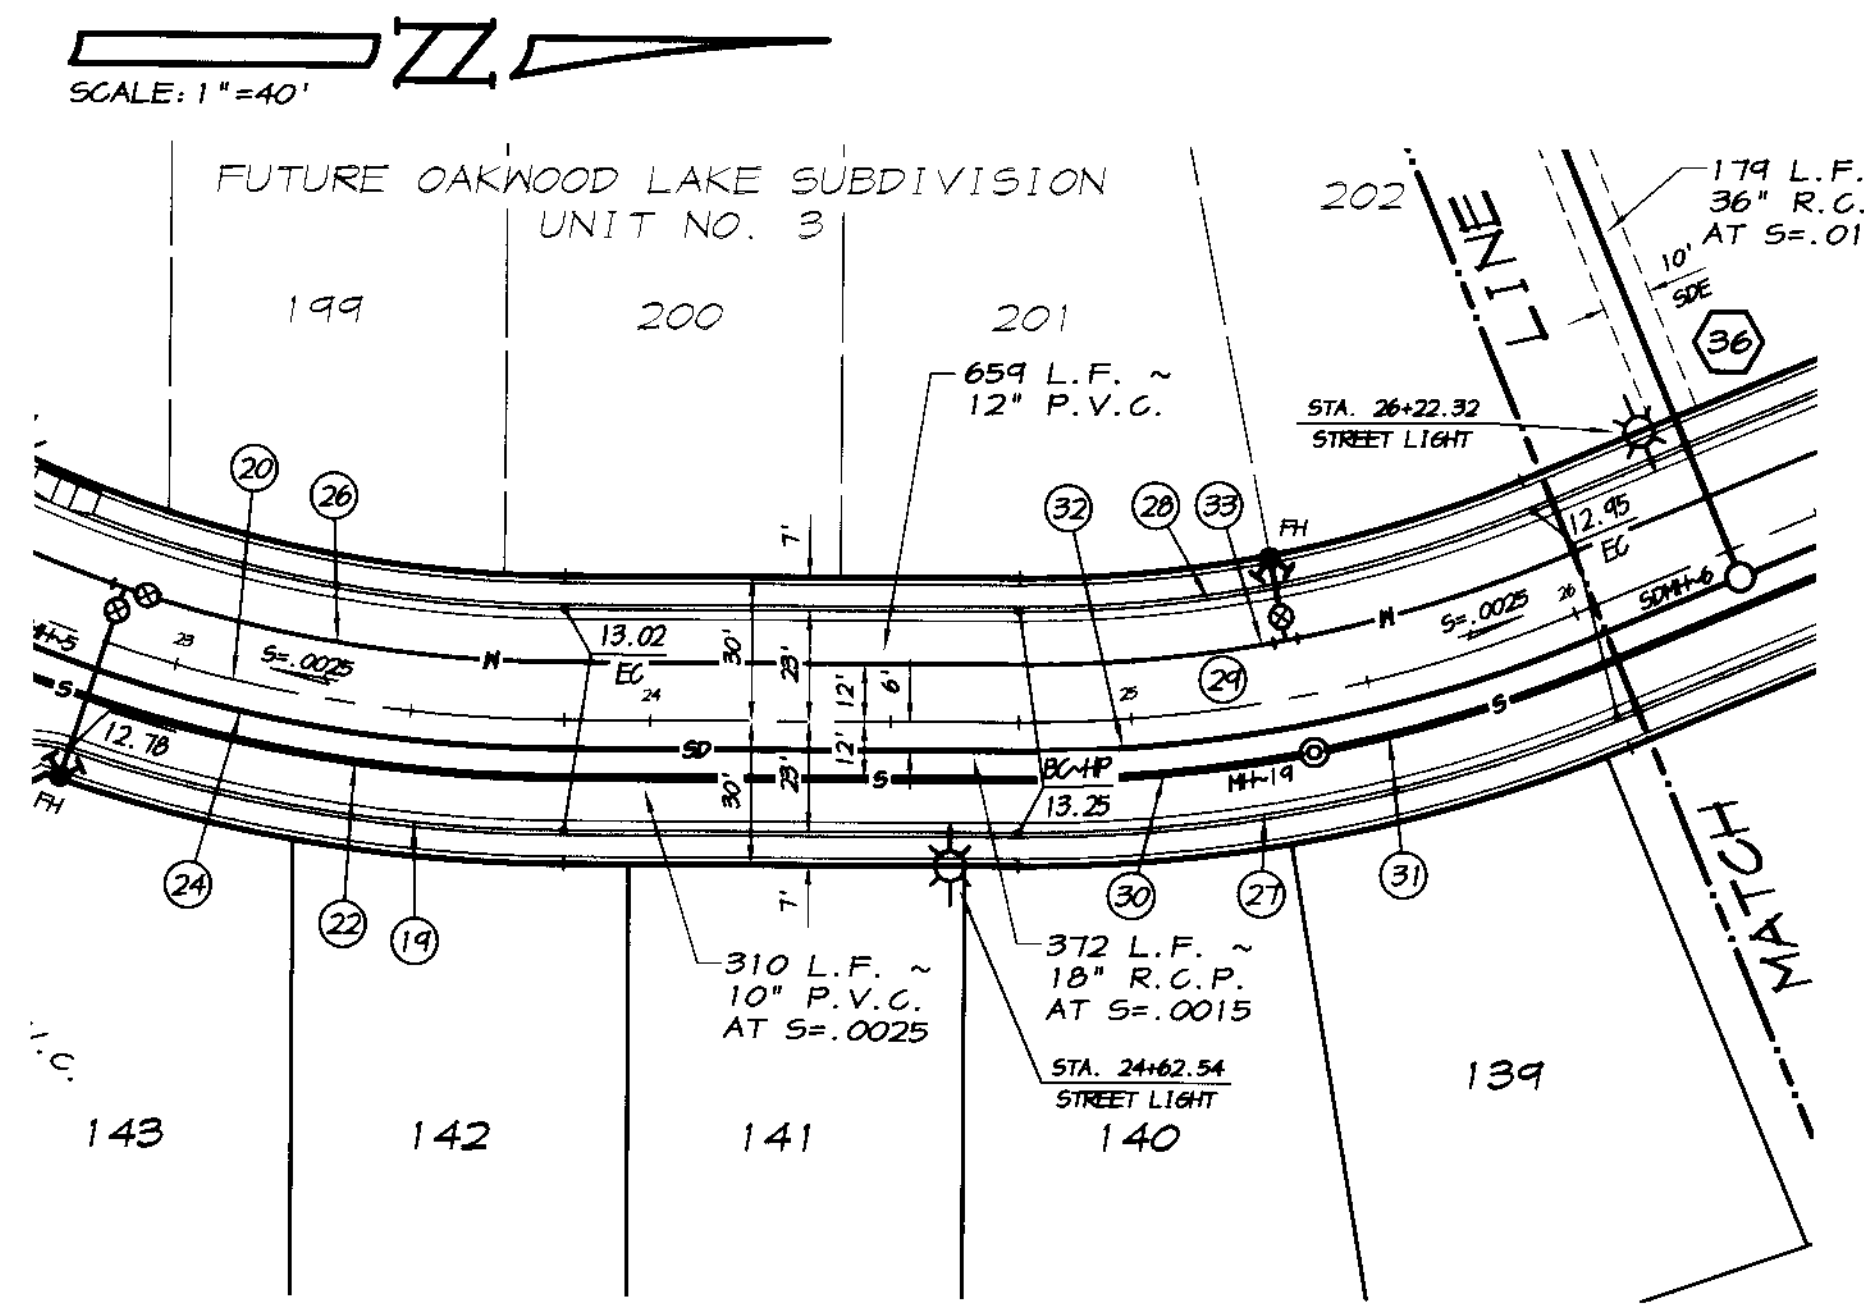 N
SCALE: 1"=40'
FUTURE OAKWOOD LAKE SUBDIVISION
UNIT NO. 3
199
200
201
202
LINE
179 L.F.
36" R.C.
AT S=.01
10'
SDE
36
659 L.F. ~
12" P.V.C.
STA. 26+22.32
STREET LIGHT
20
26
32
28
33
FH
7'
12.95
EC
23
S=.0025
W
13.02
EC
24
30'
23'
12'
6'
29
25
W
S=.0025
26
SDMH~6
MH~5
S
12.78
FH
SD
S
30'
23'
12'
BC~HP
13.25
MH~19
S
24
22
19
7'
30
27
31
MATCH
310 L.F. ~
10" P.V.C.
AT S=.0025
372 L.F. ~
18" R.C.P.
AT S=.0015
STA. 24+62.54
STREET LIGHT
.C.
143
142
141
140
139